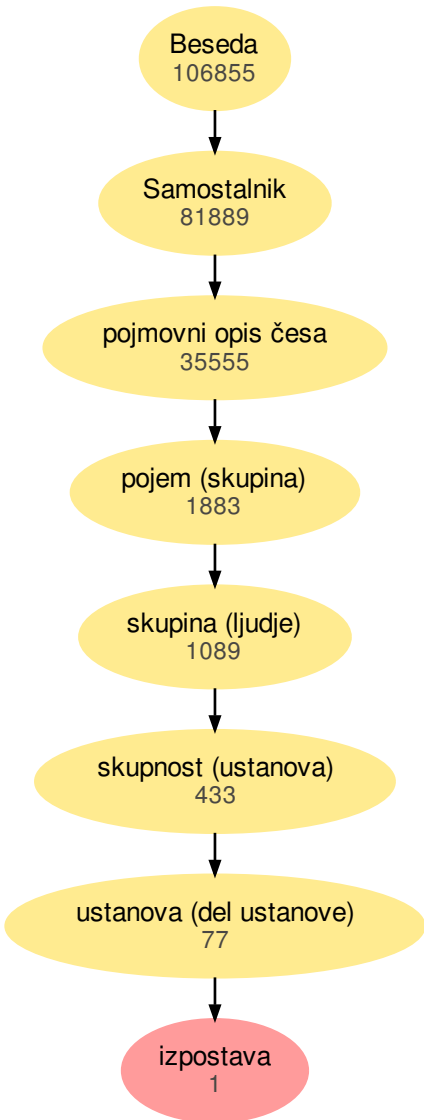 Beseda
106855
Samostalnik
81889
pojmovni opis česa
35555
pojem (skupina)
1883
skupina (ljudje)
1089
skupnost (ustanova)
433
ustanova (del ustanove)
77
izpostava
1